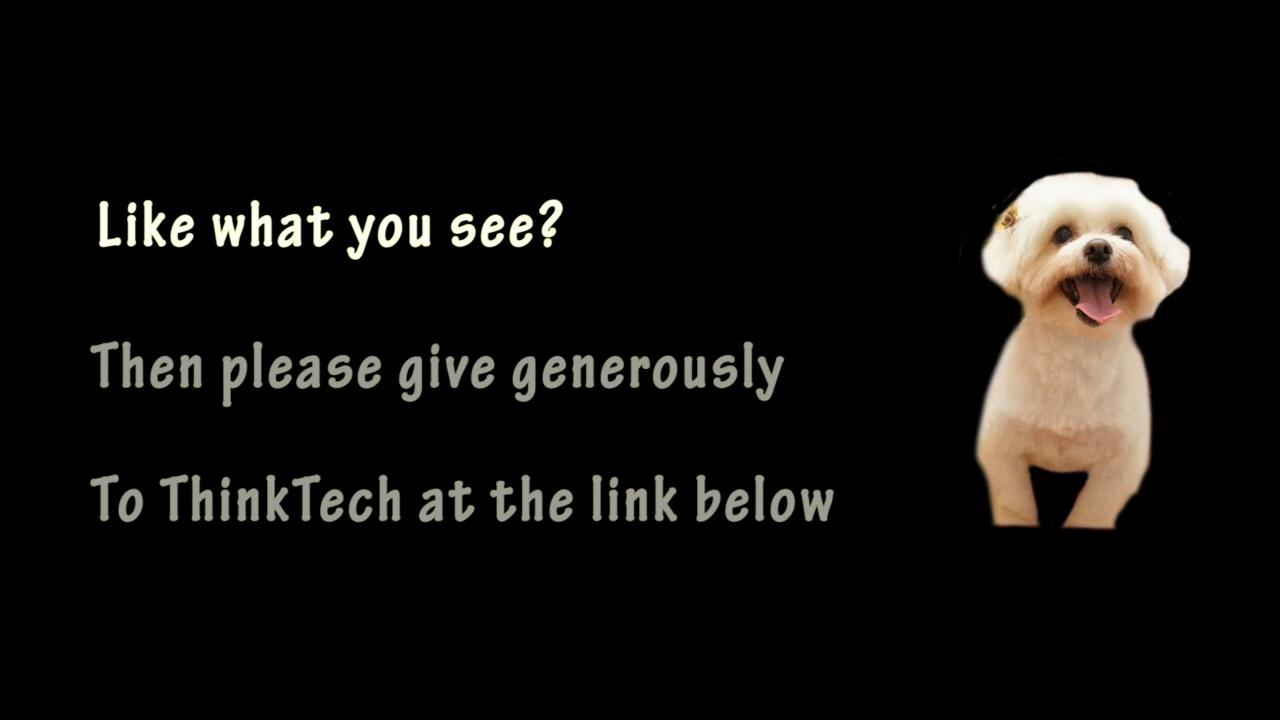 Like what you see?
Then please give generously
To ThinkTech at the link below